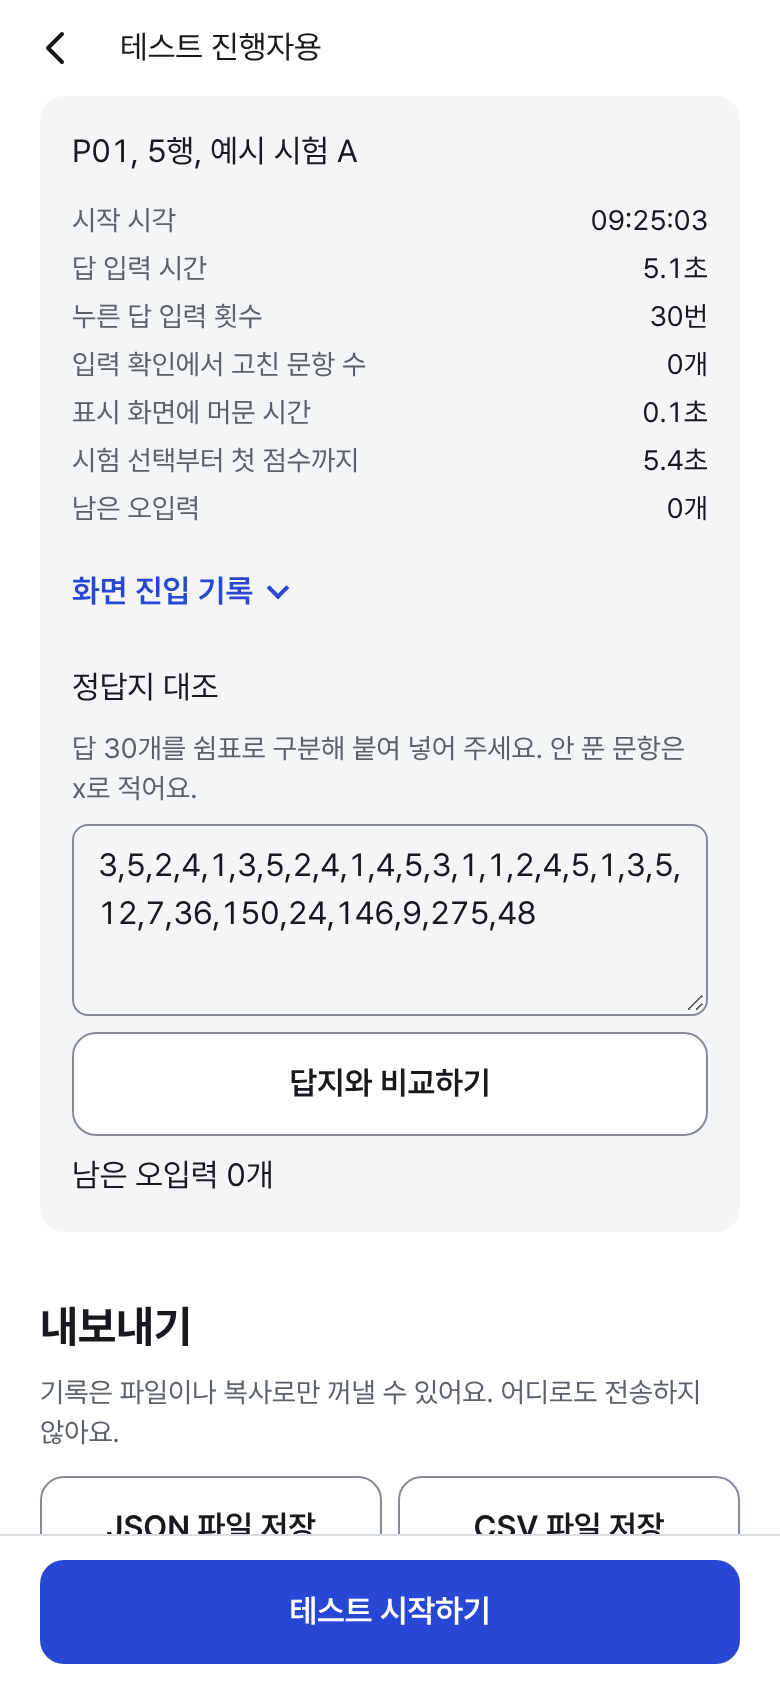 테스트 진행자용
P01, 5행, 예시 시험 A
시작 시각 09:25:03
답 입력 시간 5.1초
누른 답 입력 횟수 30번
입력 확인에서 고친 문항 수 0개
표시 화면에 머문 시간 0.1초
시험 선택부터 첫 점수까지 5.4초
남은 오입력 0개
화면 진입 기록
정답지 대조
답 30개를 쉼표로 구분해 붙여 넣어 주세요. 안 푼 문항은
x로 적어요.
3,5,2,4,1,3,5,2,4,1,4,5,3,1,1,2,4,5,1,3,5,
12,7,36,150,24,146,9,275,48
답지와 비교하기
남은 오입력 0개
내보내기
기록은 파일이나 복사로만 꺼낼 수 있어요. 어디로도 전송하지
않아요.
JSON 파일 저장 CSV 파일 저장
테스트 시작하기